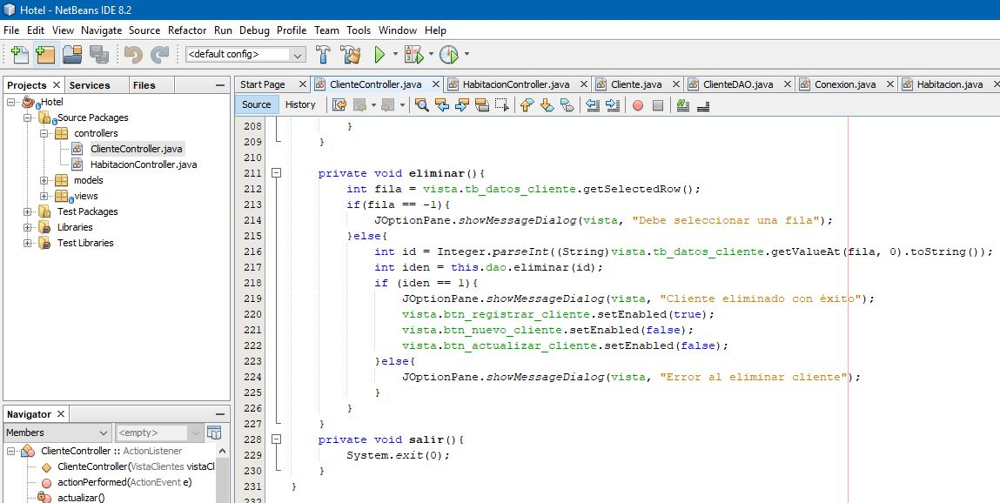 Hotel - NetBeans IDE 8.2
File Edit View Navigate Source Refactor Run Debug Profile Team Tools Window Help
<default config>
Projects Services Files
Hotel
Source Packages
controllers
ClienteController.java
HabitacionController.java
models
views
Test Packages
Libraries
Test Libraries
Navigator
Members <empty>
ClienteController :: ActionListener
ClienteController(VistaClientes vistaCl
actionPerformed(ActionEvent e)
actualizar()
Start Page ClienteController.java HabitacionController.java Cliente.java ClienteDAO.java Conexion.java Habitacion.java
Source History
208 }
209 }
210
211 private void eliminar(){
212 int fila = vista.tb_datos_cliente.getSelectedRow();
213 if(fila == -1){
214 JOptionPane.showMessageDialog(vista, "Debe seleccionar una fila");
215 }else{
216 int id = Integer.parseInt((String)vista.tb_datos_cliente.getValueAt(fila, 0).toString());
217 int iden = this.dao.eliminar(id);
218 if (iden == 1){
219 JOptionPane.showMessageDialog(vista, "Cliente eliminado con éxito");
220 vista.btn_registrar_cliente.setEnabled(true);
221 vista.btn_nuevo_cliente.setEnabled(false);
222 vista.btn_actualizar_cliente.setEnabled(false);
223 }else{
224 JOptionPane.showMessageDialog(vista, "Error al eliminar cliente");
225 }
226 }
227 }
228 private void salir(){
229 System.exit(0);
230 }
231 }
232